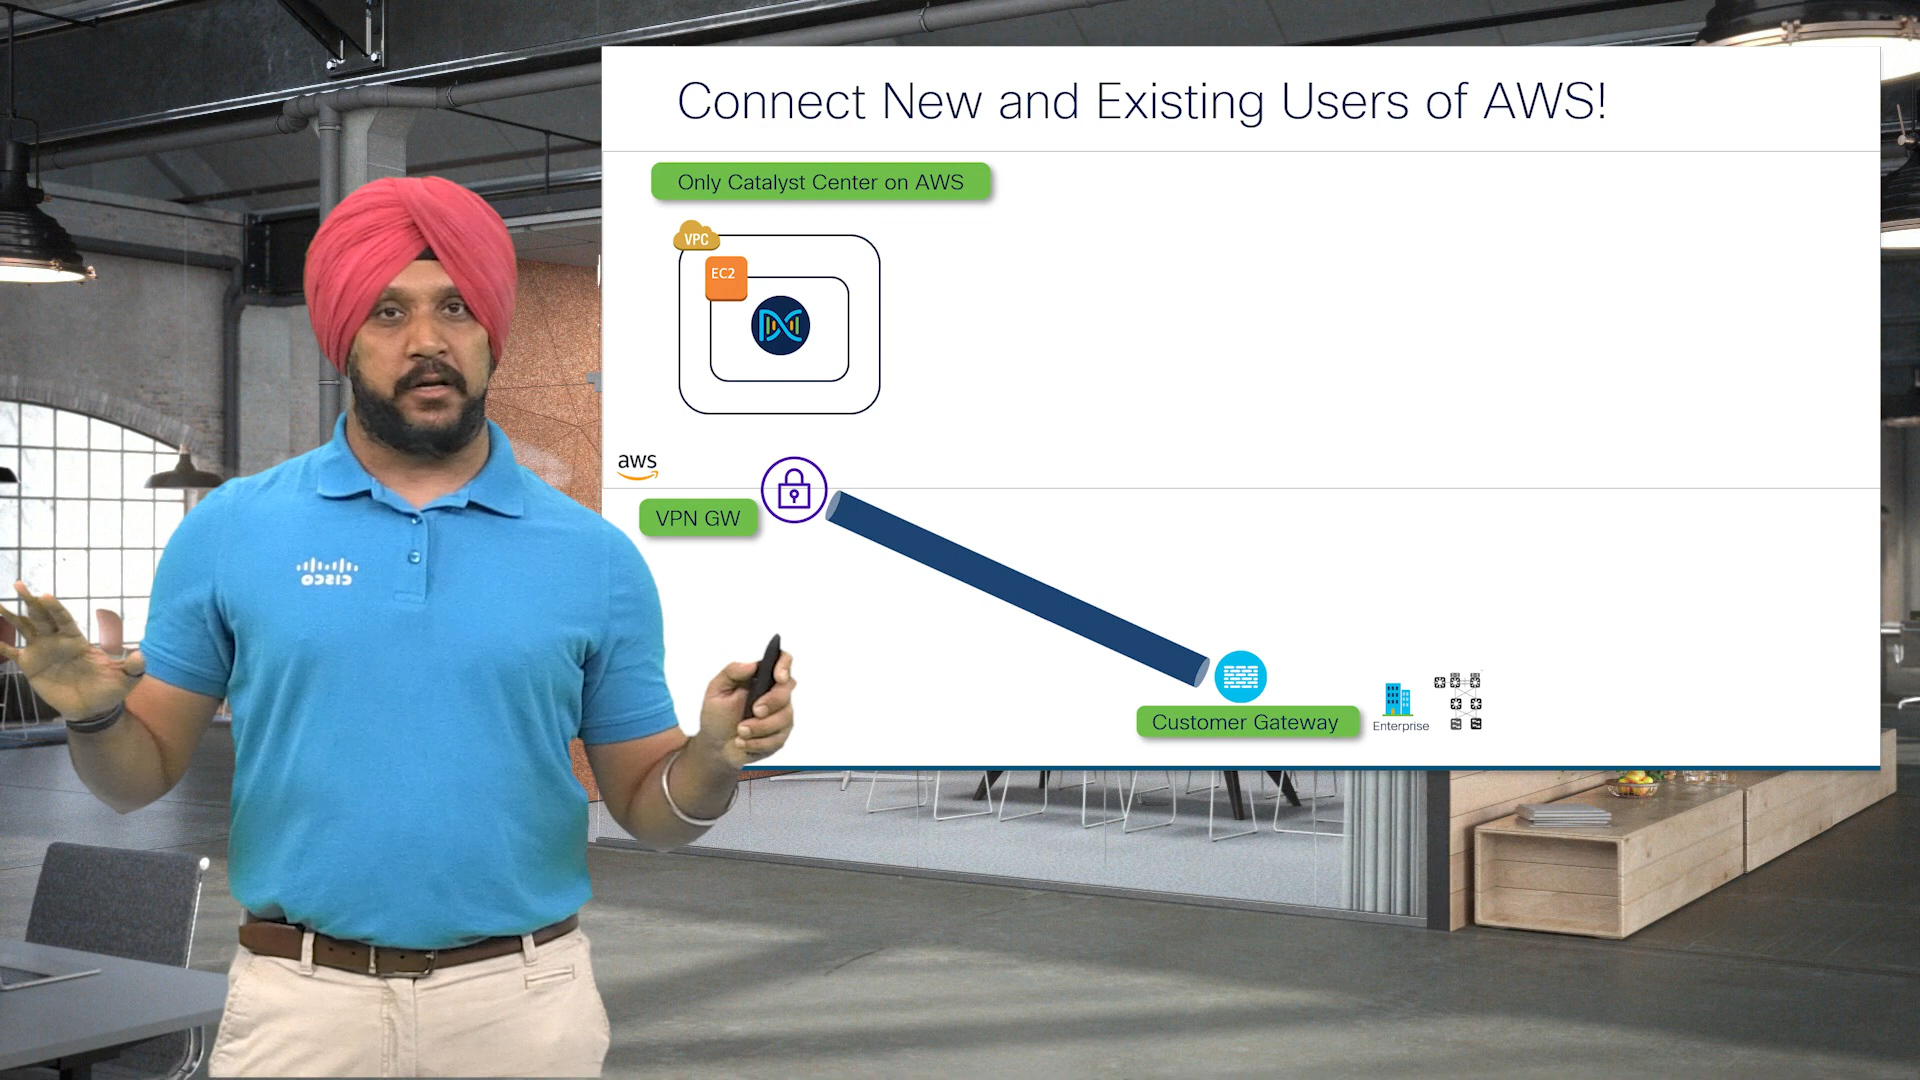 Connect New and Existing Users of AWS!
Only Catalyst Center on AWS
VPC
EC2
aws
VPN GW
Customer Gateway
Enterprise
CISCO